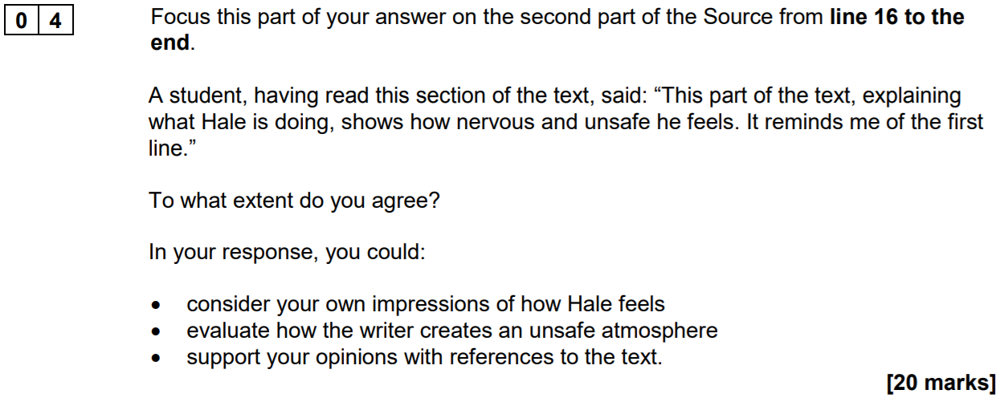 0 4 Focus this part of your answer on the second part of the Source from line 16 to the
end.
A student, having read this section of the text, said: “This part of the text, explaining
what Hale is doing, shows how nervous and unsafe he feels. It reminds me of the first
line.”
To what extent do you agree?
In your response, you could:
• consider your own impressions of how Hale feels
• evaluate how the writer creates an unsafe atmosphere
• support your opinions with references to the text.
[20 marks]